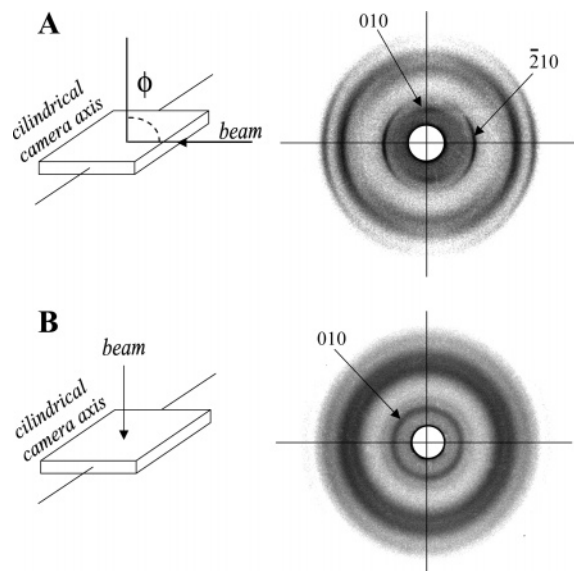 A
cilindrical
camera axis
ϕ
beam
010
2̄10
B
beam
cilindrical
camera axis
010